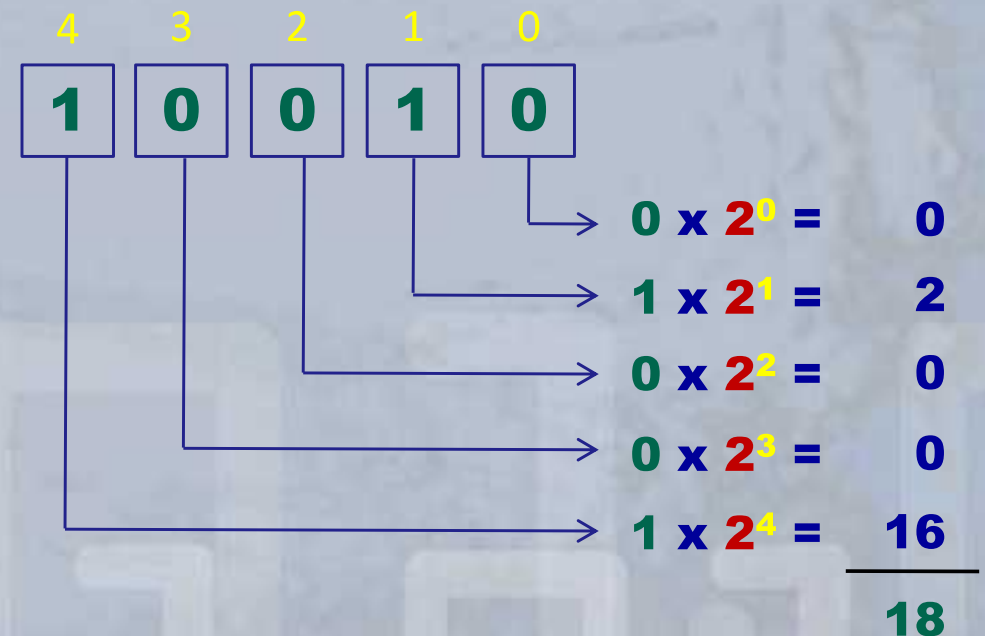 4 3 2 1 0
1 0 0 1 0
0 x 2⁰ = 0
1 x 2¹ = 2
0 x 2² = 0
0 x 2³ = 0
1 x 2⁴ = 16
18